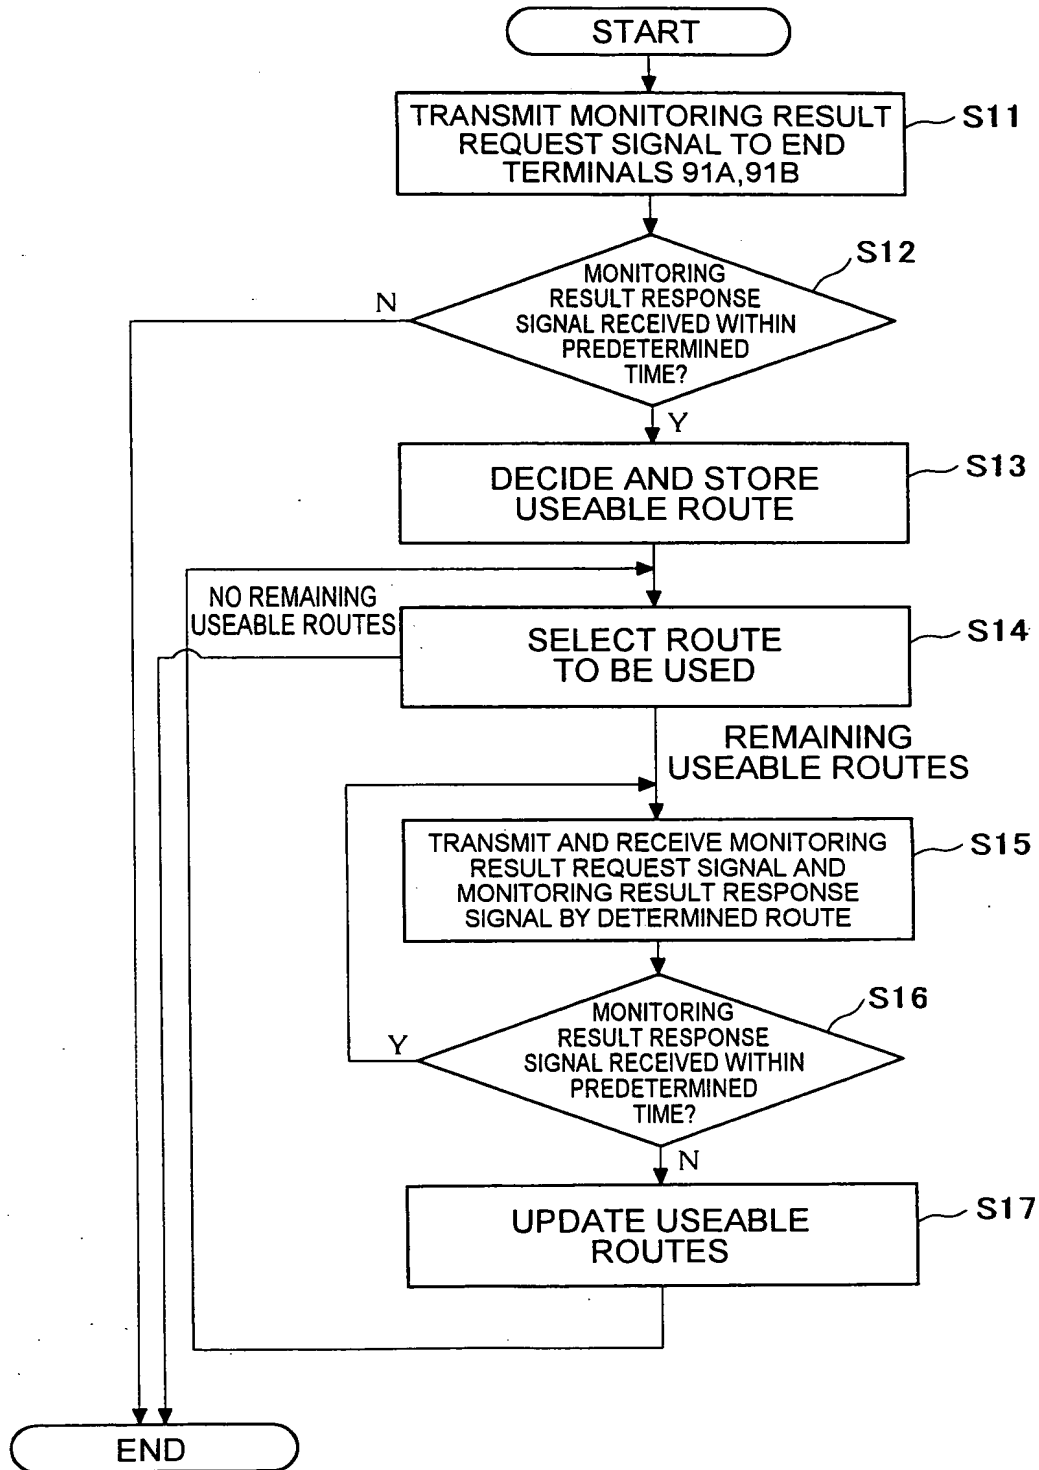 START
TRANSMIT MONITORING RESULT
REQUEST SIGNAL TO END
TERMINALS 91A,91B
S11
MONITORING
RESULT RESPONSE
SIGNAL RECEIVED WITHIN
PREDETERMINED
TIME?
S12
N
Y
DECIDE AND STORE
USEABLE ROUTE
S13
NO REMAINING
USEABLE ROUTES
SELECT ROUTE
TO BE USED
S14
REMAINING
USEABLE ROUTES
TRANSMIT AND RECEIVE MONITORING
RESULT REQUEST SIGNAL AND
MONITORING RESULT RESPONSE
SIGNAL BY DETERMINED ROUTE
S15
MONITORING
RESULT RESPONSE
SIGNAL RECEIVED WITHIN
PREDETERMINED
TIME?
S16
Y
N
UPDATE USEABLE
ROUTES
S17
END